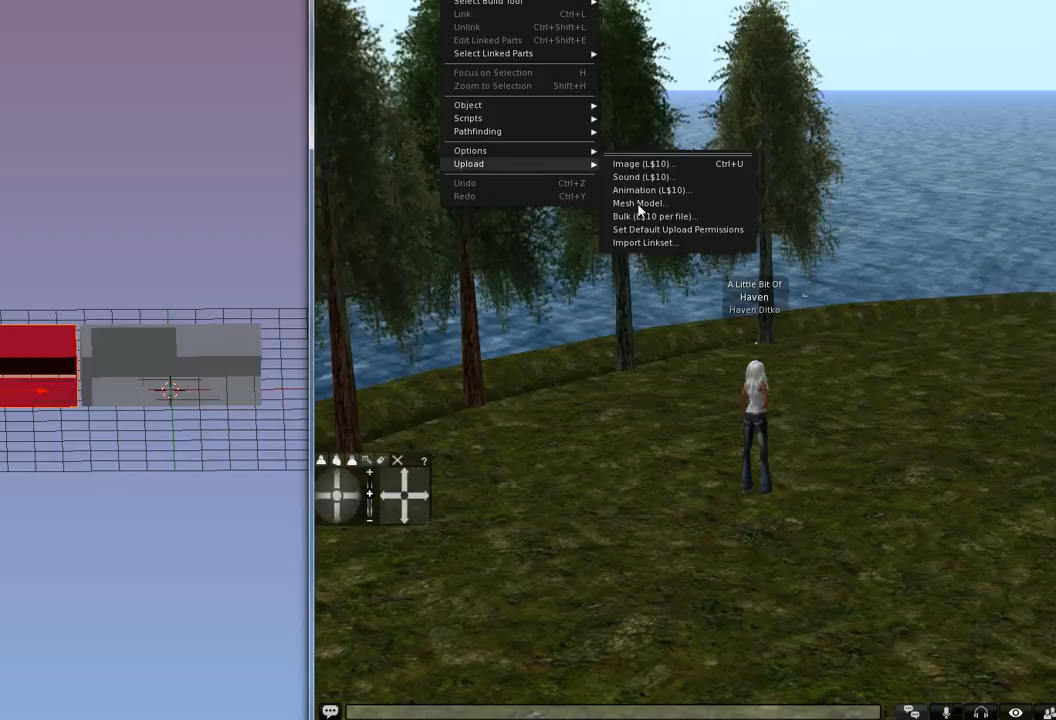 Select Build Tool
Link Ctrl+L
Unlink Ctrl+Shift+L
Edit Linked Parts Ctrl+Shift+E
Select Linked Parts
Focus on Selection H
Zoom to Selection Shift+H
Object
Scripts
Pathfinding
Options
Upload
Undo Ctrl+Z
Redo Ctrl+Y
Image (L$10)... Ctrl+U
Sound (L$10)...
Animation (L$10)...
Mesh Model...
Bulk (L$10 per file)...
Set Default Upload Permissions
Import Linkset...
A Little Bit Of
Haven
Haven Ditko
?